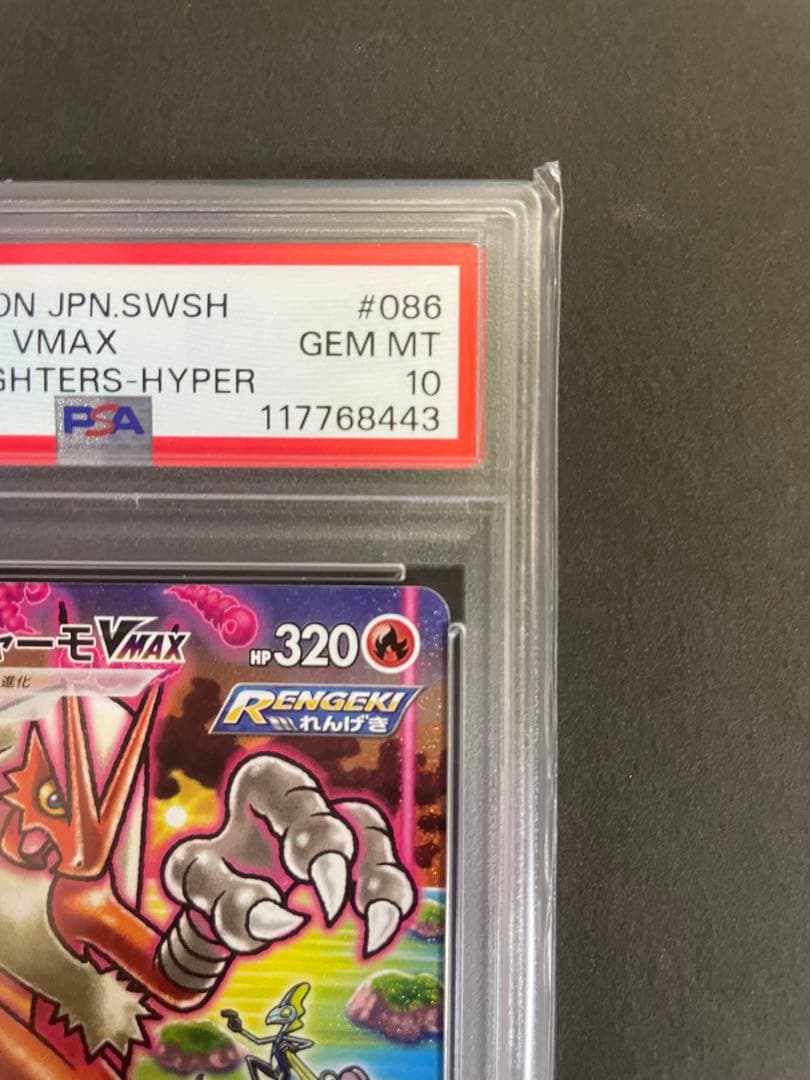 ON JPN.SWSH #086
VMAX GEM MT
GHTERS-HYPER 10
PSA 117768443
ャーモVMAX HP320
進化
RENGEKI
れんげき